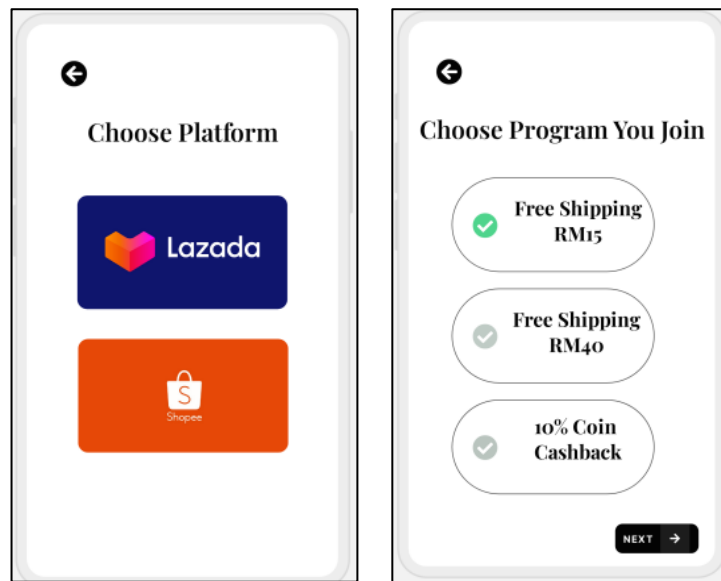 Choose Platform
Lazada
S
Shopee
Choose Program You Join
Free Shipping
RM15
Free Shipping
RM40
10% Coin
Cashback
NEXT